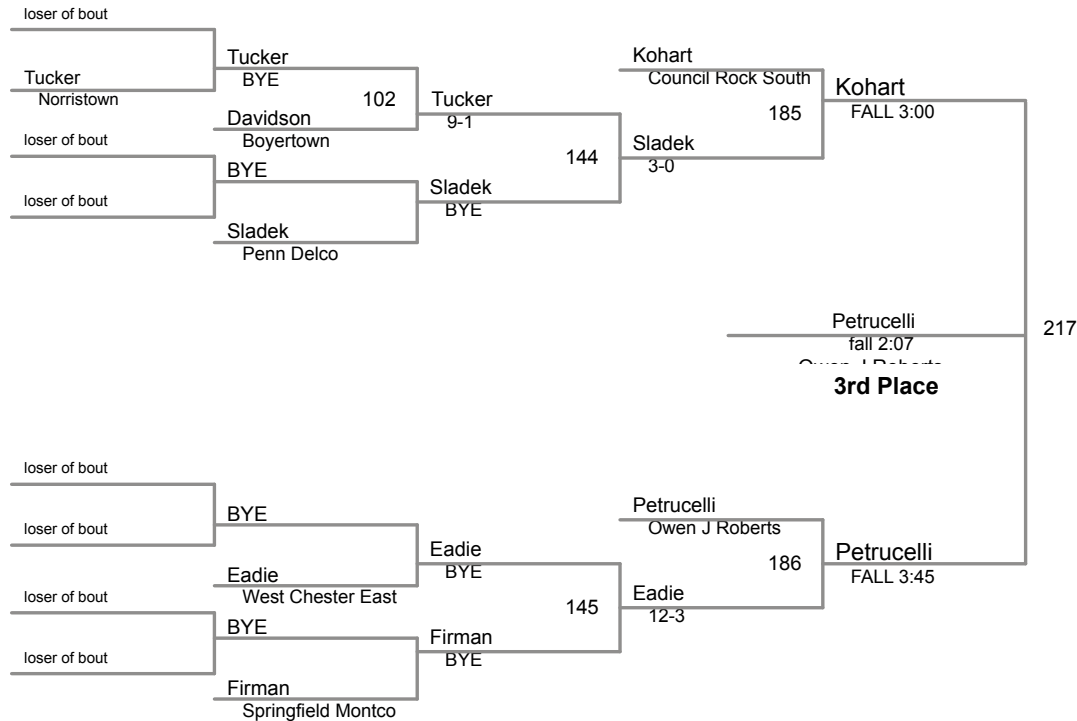 loser of bout
Tucker
Norristown
loser of bout
loser of bout
Tucker
BYE
102
Davidson
Boyertown
BYE
Sladek
Penn Delco
Tucker
9-1
144
Sladek
BYE
Kohart
Council Rock South
185
Sladek
3-0
Kohart
FALL 3:00
217
Petrucelli
fall 2:07
Owen J Roberts
3rd Place
loser of bout
loser of bout
loser of bout
loser of bout
BYE
Eadie
West Chester East
BYE
Firman
Springfield Montco
Eadie
BYE
145
Firman
BYE
Petrucelli
Owen J Roberts
186
Eadie
12-3
Petrucelli
FALL 3:45